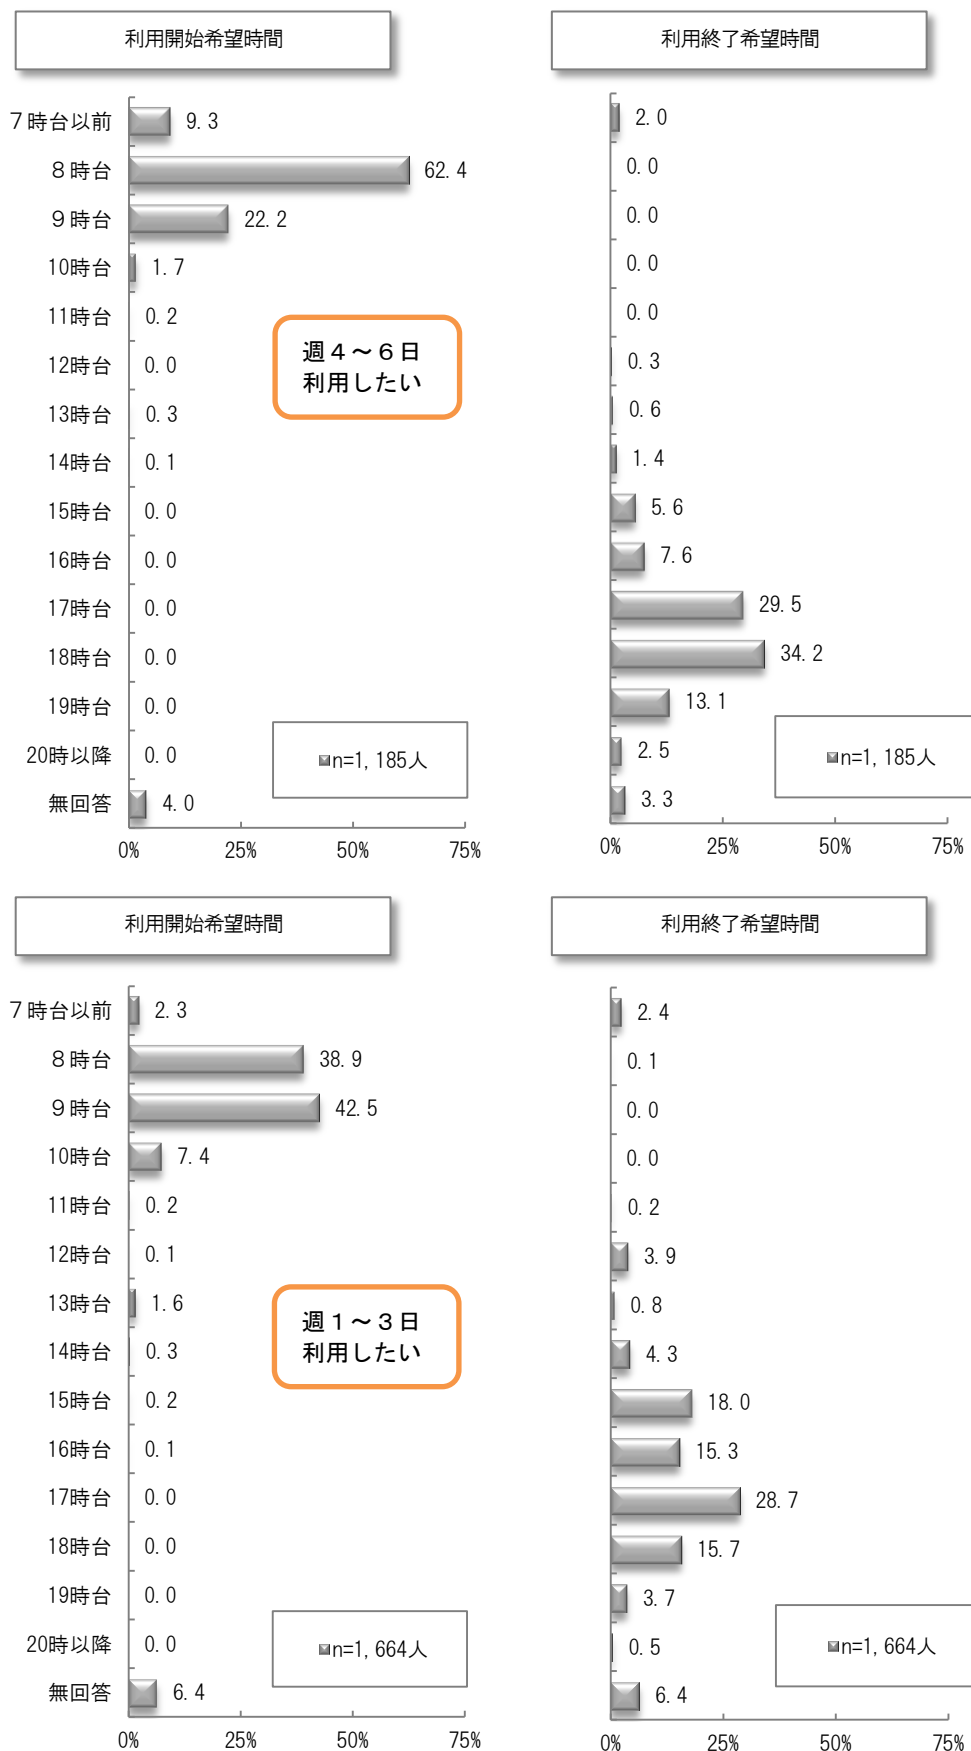 利用開始希望時間
7時台以前 9.3
8時台 62.4
9時台 22.2
10時台 1.7
11時台 0.2
12時台 0.0
13時台 0.3
14時台 0.1
15時台 0.0
16時台 0.0
17時台 0.0
18時台 0.0
19時台 0.0
20時以降 0.0
無回答 4.0
0% 25% 50% 75%
週４～６日
利用したい
n=1,185人
利用終了希望時間
2.0
0.0
0.0
0.0
0.0
0.3
0.6
1.4
5.6
7.6
29.5
34.2
13.1
2.5
3.3
0% 25% 50% 75%
n=1,185人
利用開始希望時間
7時台以前 2.3
8時台 38.9
9時台 42.5
10時台 7.4
11時台 0.2
12時台 0.1
13時台 1.6
14時台 0.3
15時台 0.2
16時台 0.1
17時台 0.0
18時台 0.0
19時台 0.0
20時以降 0.0
無回答 6.4
0% 25% 50% 75%
週１～３日
利用したい
n=1,664人
利用終了希望時間
2.4
0.1
0.0
0.0
0.2
3.9
0.8
4.3
18.0
15.3
28.7
15.7
3.7
0.5
6.4
0% 25% 50% 75%
n=1,664人